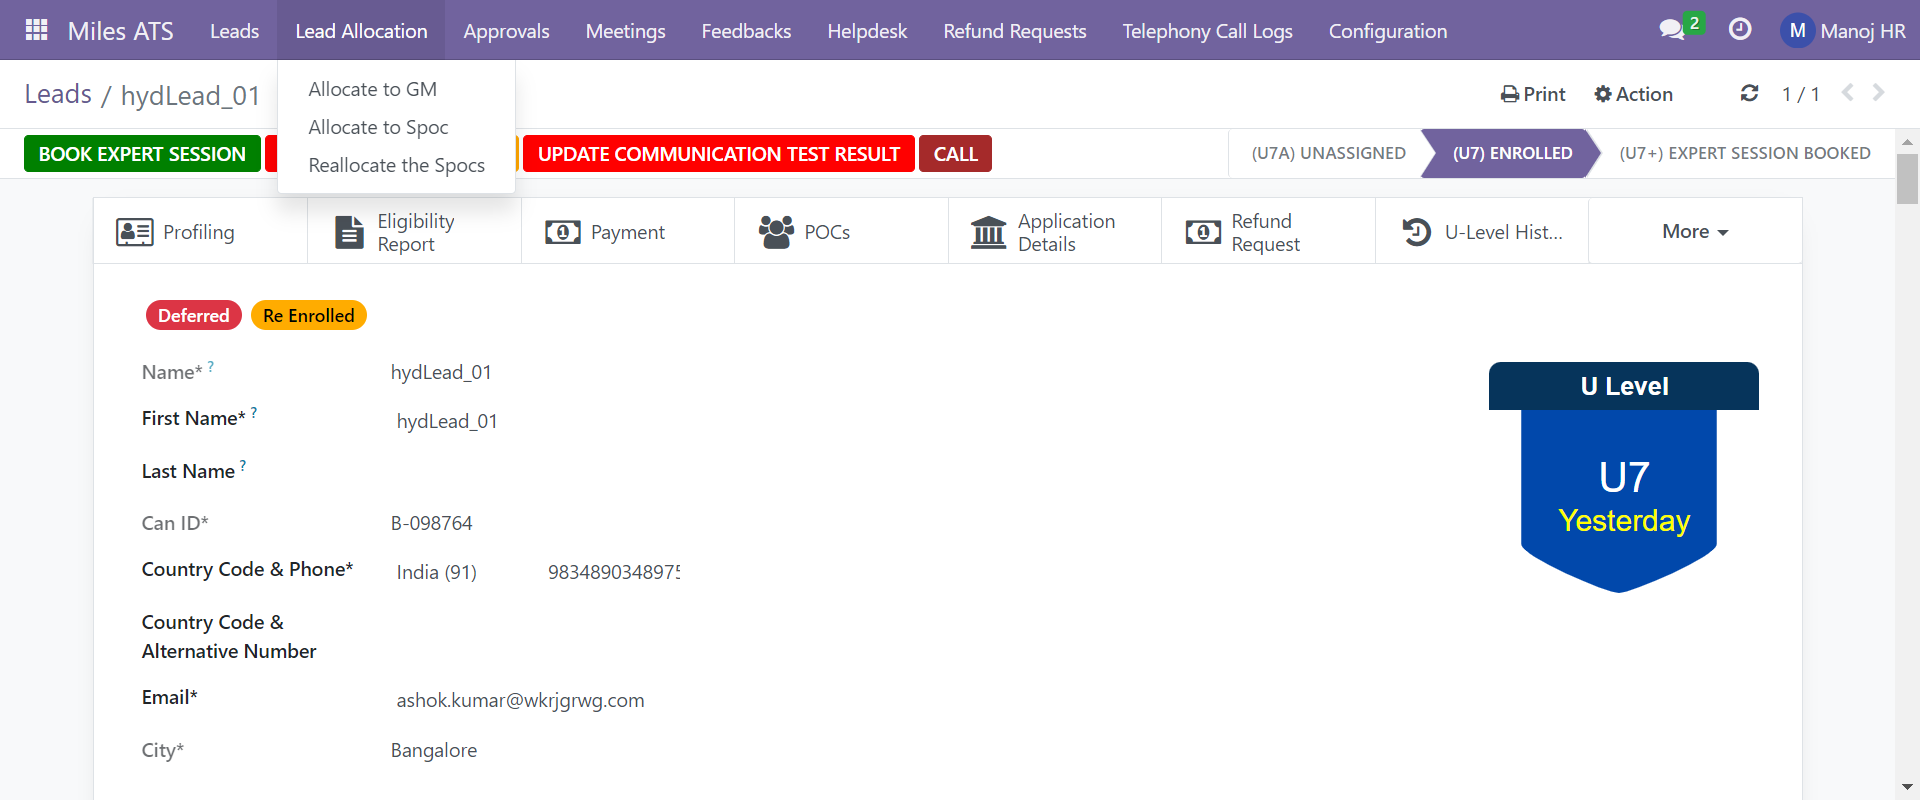 Miles ATS Leads Lead Allocation Approvals Meetings Feedbacks Helpdesk Refund Requests Telephony Call Logs Configuration 2 M Manoj HR
Leads / hydLead_01 Print Action 1 / 1
Allocate to GM
Allocate to Spoc
Reallocate the Spocs
BOOK EXPERT SESSION UPDATE COMMUNICATION TEST RESULT CALL (U7A) UNASSIGNED (U7) ENROLLED (U7+) EXPERT SESSION BOOKED
Profiling
Eligibility
Report
Payment
POCs
Application
Details
Refund
Request
U-Level Hist...
More
Deferred Re Enrolled
Name* ? hydLead_01
First Name* ? hydLead_01
Last Name ?
Can ID* B-098764
Country Code & Phone* India (91) 983489034897
Country Code &
Alternative Number
Email* ashok.kumar@wkrjgrwg.com
City* Bangalore
U Level
U7
Yesterday